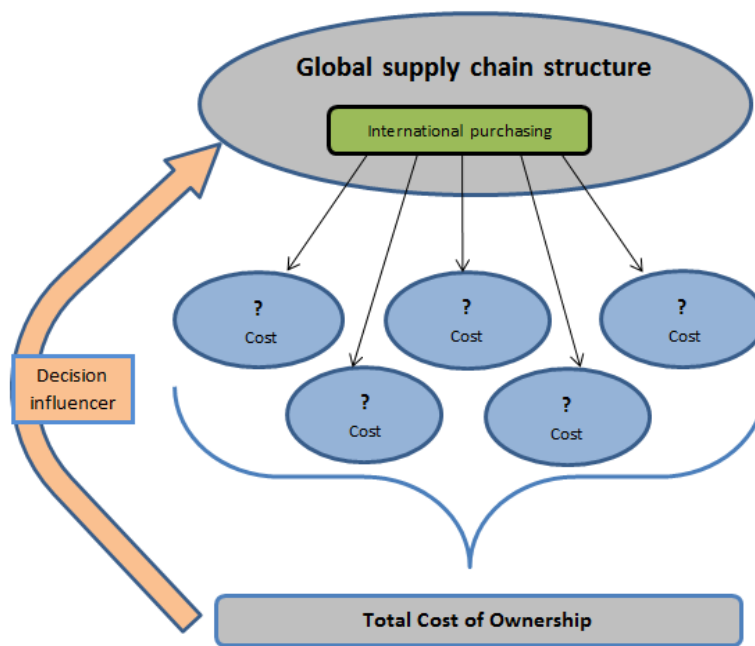 Global supply chain structure
International purchasing
?
Cost
?
Cost
?
Cost
?
Cost
?
Cost
Decision
influencer
Total Cost of Ownership